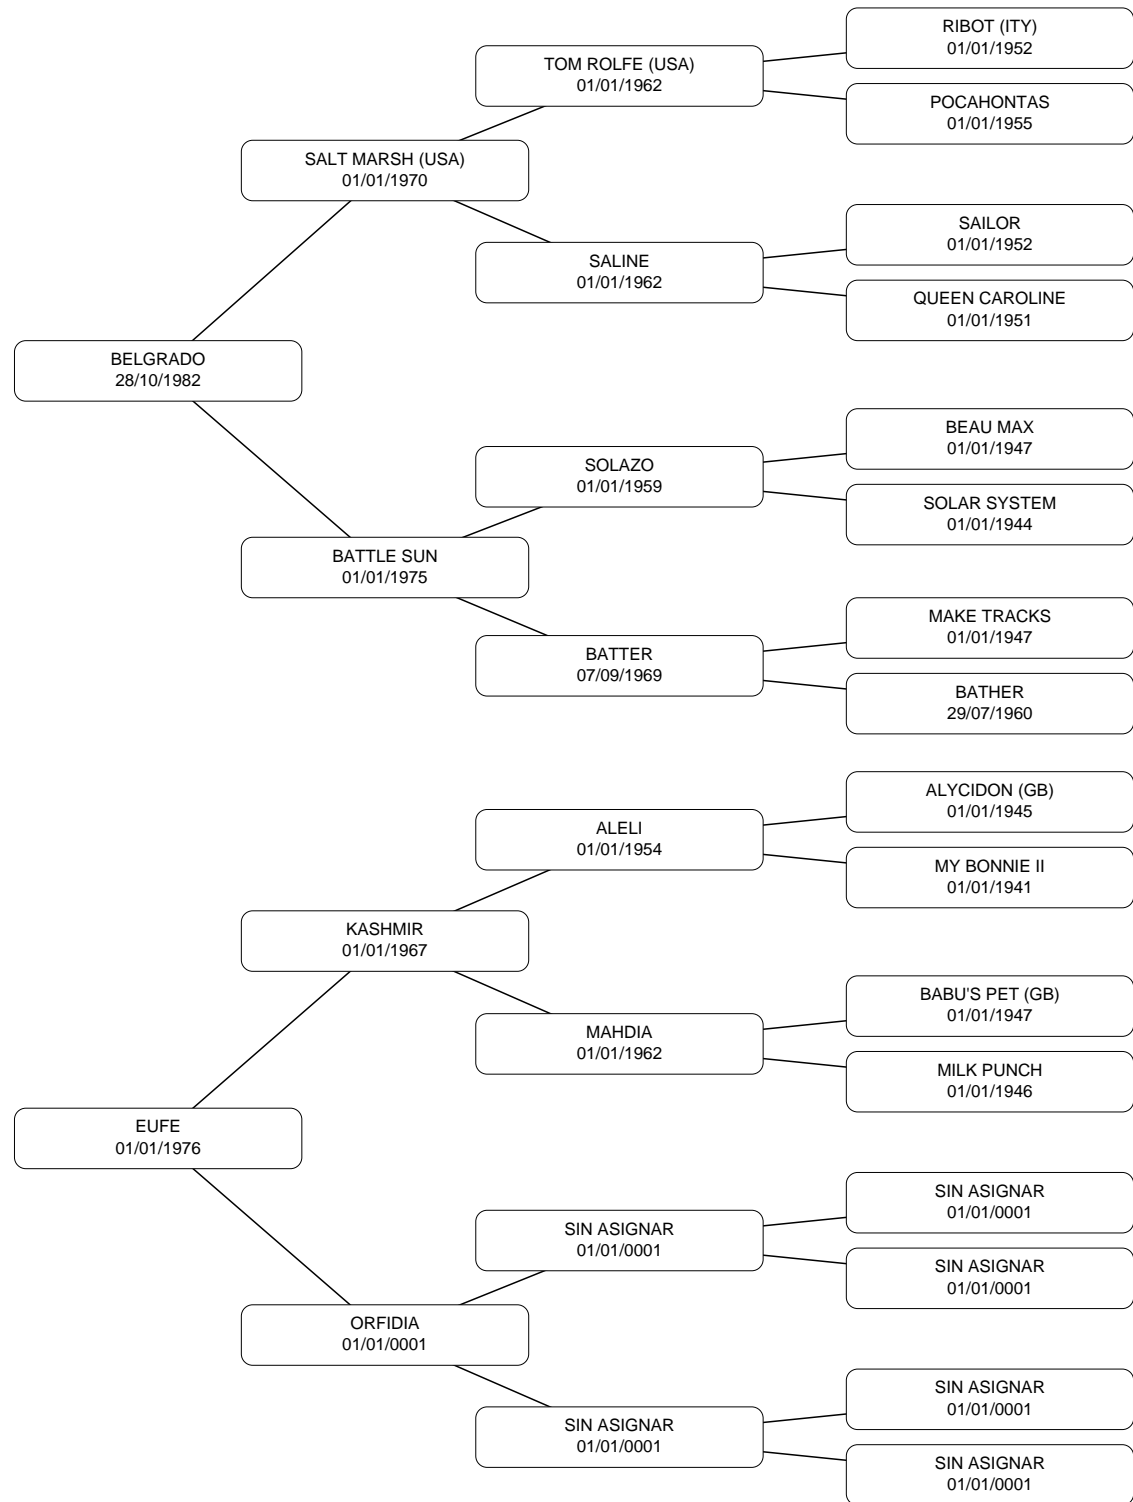 RIBOT (ITY)
01/01/1952
TOM ROLFE (USA)
01/01/1962
POCAHONTAS
01/01/1955
SALT MARSH (USA)
01/01/1970
SAILOR
01/01/1952
SALINE
01/01/1962
QUEEN CAROLINE
01/01/1951
BELGRADO
28/10/1982
BEAU MAX
01/01/1947
SOLAZO
01/01/1959
SOLAR SYSTEM
01/01/1944
BATTLE SUN
01/01/1975
MAKE TRACKS
01/01/1947
BATTER
07/09/1969
BATHER
29/07/1960
ALYCIDON (GB)
01/01/1945
ALELI
01/01/1954
MY BONNIE II
01/01/1941
KASHMIR
01/01/1967
BABU'S PET (GB)
01/01/1947
MAHDIA
01/01/1962
MILK PUNCH
01/01/1946
EUFE
01/01/1976
SIN ASIGNAR
01/01/0001
SIN ASIGNAR
01/01/0001
SIN ASIGNAR
01/01/0001
ORFIDIA
01/01/0001
SIN ASIGNAR
01/01/0001
SIN ASIGNAR
01/01/0001
SIN ASIGNAR
01/01/0001